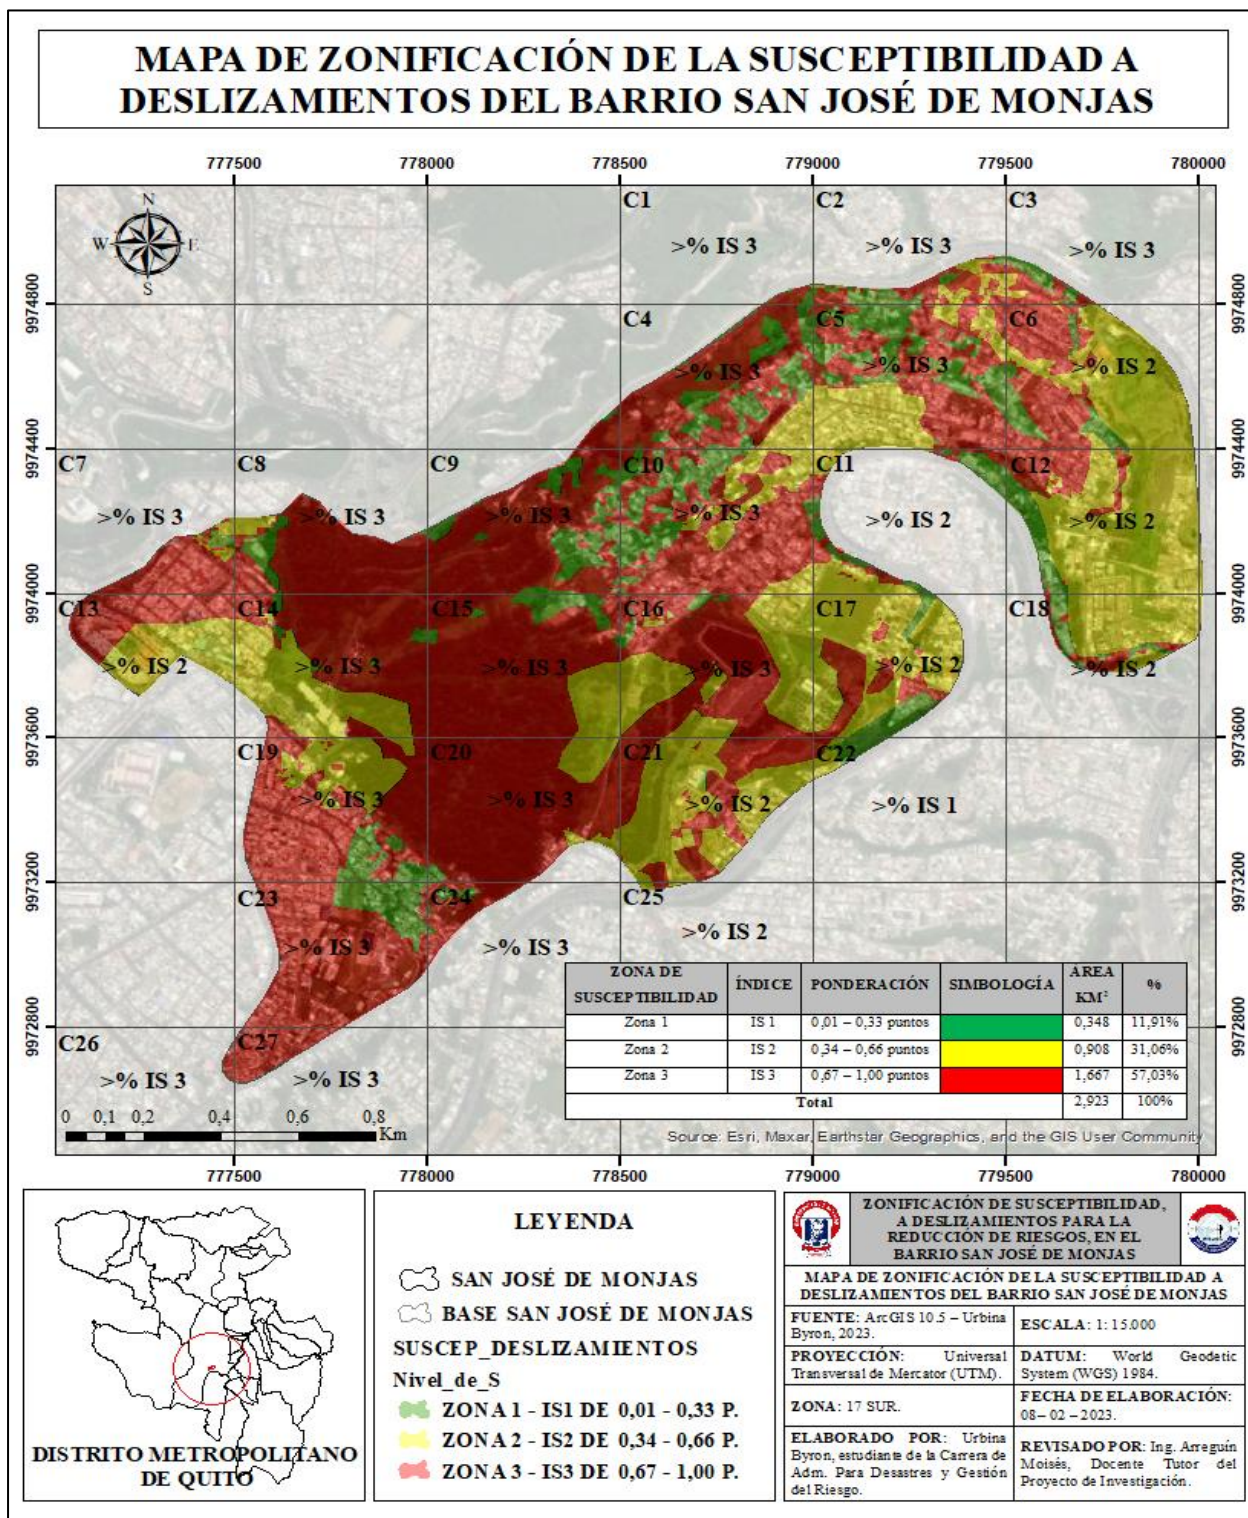 MAPA DE ZONIFICACIÓN DE LA SUSCEPTIBILIDAD A
DESLIZAMIENTOS DEL BARRIO SAN JOSÉ DE MONJAS
777500 778000 778500 779000 779500 780000
N
W E
S
C1 C2 C3
>% IS 3 >% IS 3 >% IS 3
9974800 9974800
C4 C5 C6
>% IS 3 >% IS 3 >% IS 2
9974400 9974400
C7 C8 C9 C10 C11 C12
>% IS 3 >% IS 3 >% IS 3 >% IS 3 >% IS 2 >% IS 2
9974000 9974000
C13 C14 C15 C16 C17 C18
>% IS 2 >% IS 3 >% IS 3 >% IS 3 >% IS 2 >% IS 2
9973600 9973600
C19 C20 C21 C22
>% IS 3 >% IS 3 >% IS 2 >% IS 1
9973200 9973200
C23 C24 C25
>% IS 3 >% IS 3 >% IS 2
9972800 9972800
C26 C27
>% IS 3 >% IS 3
ZONA DE SUSCEPTIBILIDAD ÍNDICE PONDERACIÓN SIMBOLOGÍA AREA KM² %
Zona 1 IS 1 0,01 – 0,33 puntos 0,348 11,91%
Zona 2 IS 2 0,34 – 0,66 puntos 0,908 31,06%
Zona 3 IS 3 0,67 – 1,00 puntos 1,667 57,03%
Total 2,923 100%
0 0,1 0,2 0,4 0,6 0,8
Km
Source: Esri, Maxar, Earthstar Geographics, and the GIS User Community
777500 778000 778500 779000 779500 780000
DISTRITO METROPOLITANO
DE QUITO
LEYENDA
SAN JOSÉ DE MONJAS
BASE SAN JOSÉ DE MONJAS
SUSCEP_DESLIZAMIENTOS
Nivel_de_S
ZONA 1 - IS1 DE 0,01 - 0,33 P.
ZONA 2 - IS2 DE 0,34 - 0,66 P.
ZONA 3 - IS3 DE 0,67 - 1,00 P.
ZONIFICACIÓN DE SUSCEPTIBILIDAD,
A DESLIZAMIENTOS PARA LA
REDUCCIÓN DE RIESGOS, EN EL
BARRIO SAN JOSÉ DE MONJAS
MAPA DE ZONIFICACIÓN DE LA SUSCEPTIBILIDAD A
DESLIZAMIENTOS DEL BARRIO SAN JOSÉ DE MONJAS
FUENTE: ArcGIS 10.5 – Urbina
Byron, 2023.
ESCALA: 1: 15.000
PROYECCIÓN: Universal
Transversal de Mercator (UTM).
DATUM: World Geodetic
System (WGS) 1984.
ZONA: 17 SUR.
FECHA DE ELABORACIÓN:
08– 02 – 2023.
ELABORADO POR: Urbina
Byron, estudiante de la Carrera de
Adm. Para Desastres y Gestión
del Riesgo.
REVISADO POR: Ing. Arreguín
Moisés, Docente Tutor del
Proyecto de Investigación.